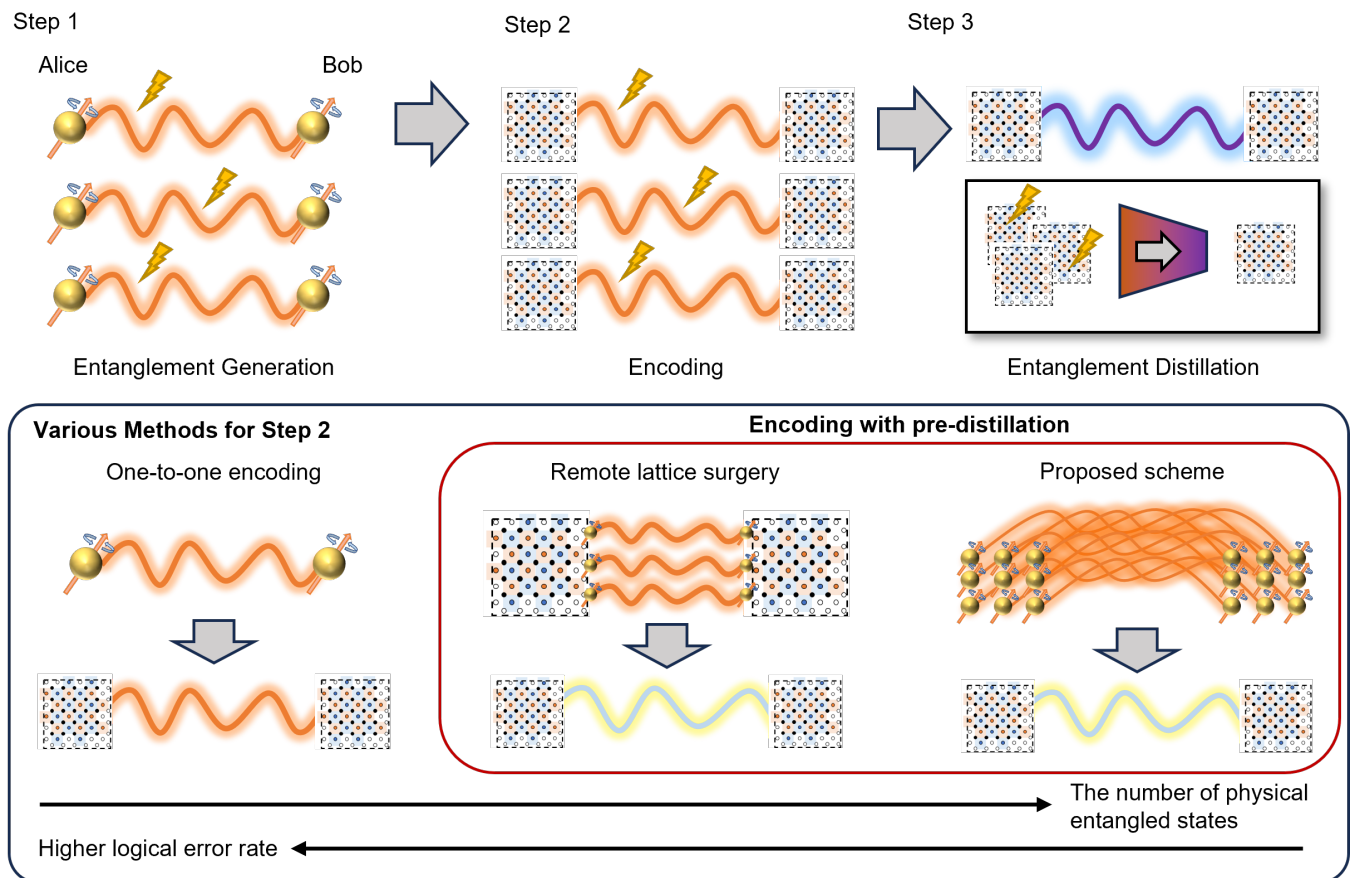 Step 1
Step 2
Step 3
Alice
Bob
Entanglement Generation
Encoding
Entanglement Distillation
Various Methods for Step 2
Encoding with pre-distillation
One-to-one encoding
Remote lattice surgery
Proposed scheme
The number of physical
entangled states
Higher logical error rate